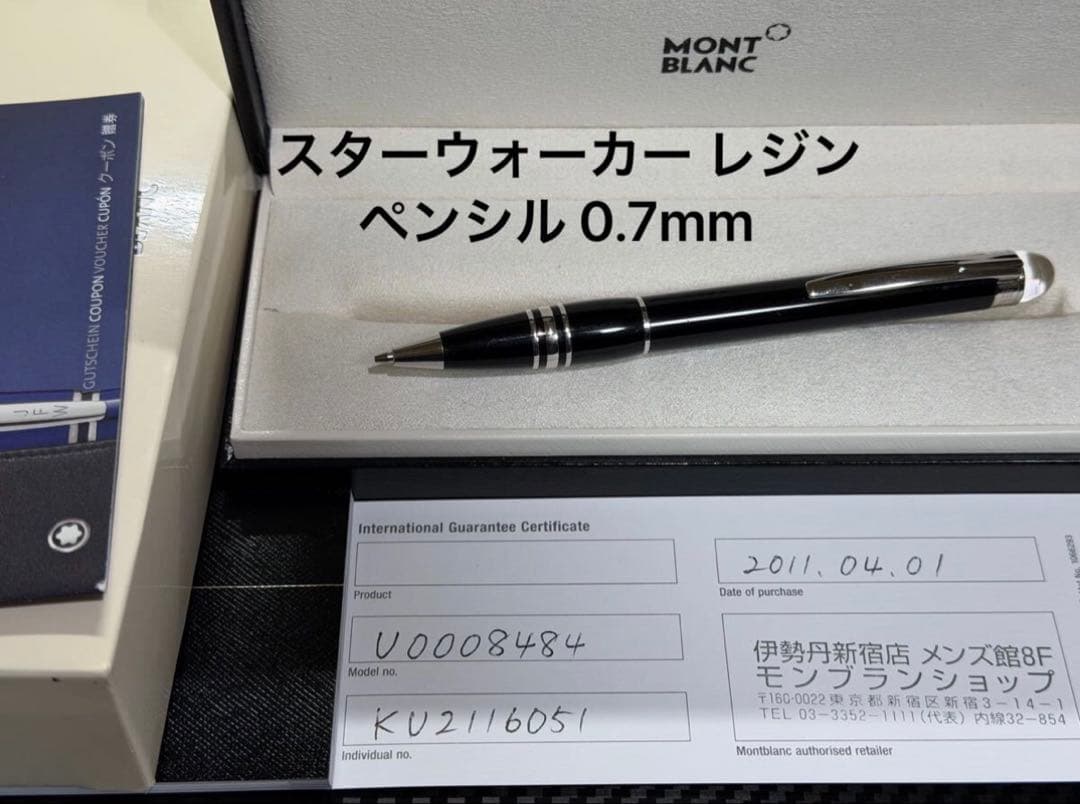 MONT
BLANC
スターウォーカー レジン
ペンシル 0.7mm
GUTSCHEIN COUPON VOUCHER CUPÓN クーポン 禮券
JFW
International Guarantee Certificate
Product
2011.04.01
Date of purchase
U0008484
Model no.
KU2116051
Individual no.
伊勢丹新宿店 メンズ館8F
モンブランショップ
〒160-0022 東京都新宿区新宿3-14-1
TEL 03-3352-1111(代表) 内線32-854
Montblanc authorised retailer